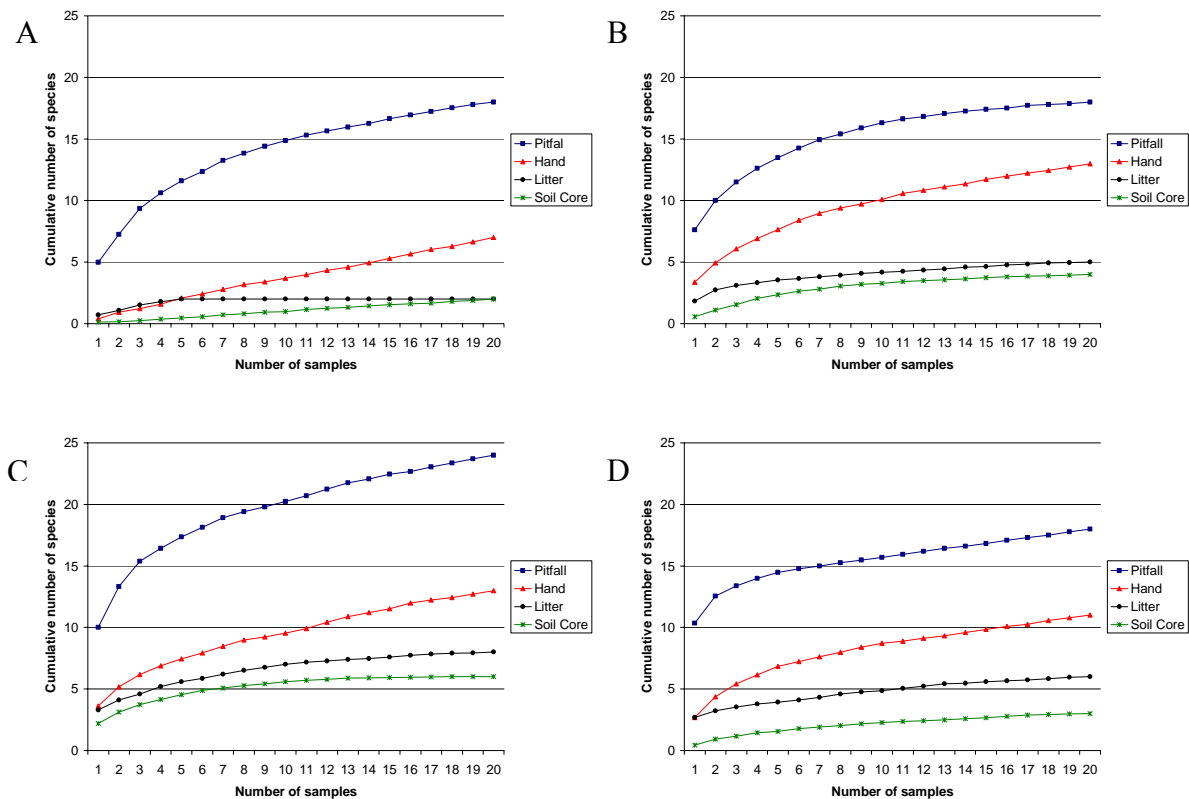 A
25
20
15
10
5
0
Cumulative number of species
1 2 3 4 5 6 7 8 9 10 11 12 13 14 15 16 17 18 19 20
Number of samples
Pitfal
Hand
Litter
Soil Core
B
25
20
15
10
5
0
Cumulative number of species
1 2 3 4 5 6 7 8 9 10 11 12 13 14 15 16 17 18 19 20
Number of samples
Pitfall
Hand
Litter
Soil Core
C
25
20
15
10
5
0
Cumulative number of species
1 2 3 4 5 6 7 8 9 10 11 12 13 14 15 16 17 18 19 20
Number of samples
Pitfall
Hand
Litter
Soil Core
D
25
20
15
10
5
0
Cumulative number of species
1 2 3 4 5 6 7 8 9 10 11 12 13 14 15 16 17 18 19 20
Number of samples
Pitfall
Hand
Litter
Soil Core